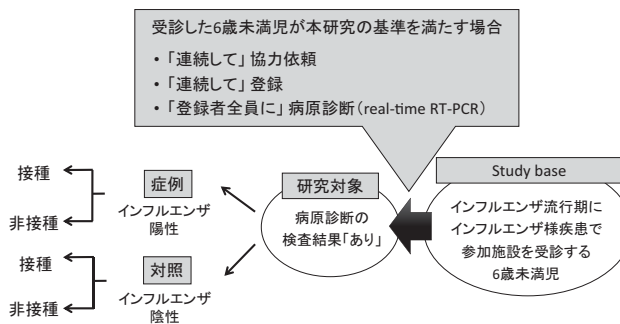 受診した6歳未満児が本研究の基準を満たす場合
・「連続して」協力依頼
・「連続して」登録
・「登録者全員に」病原診断(real-time RT-PCR)
Study base
インフルエンザ流行期に
インフルエンザ様疾患で
参加施設を受診する
6歳未満児
研究対象
病原診断の
検査結果「あり」
症例
インフルエンザ
陽性
接種
非接種
対照
インフルエンザ
陰性
接種
非接種